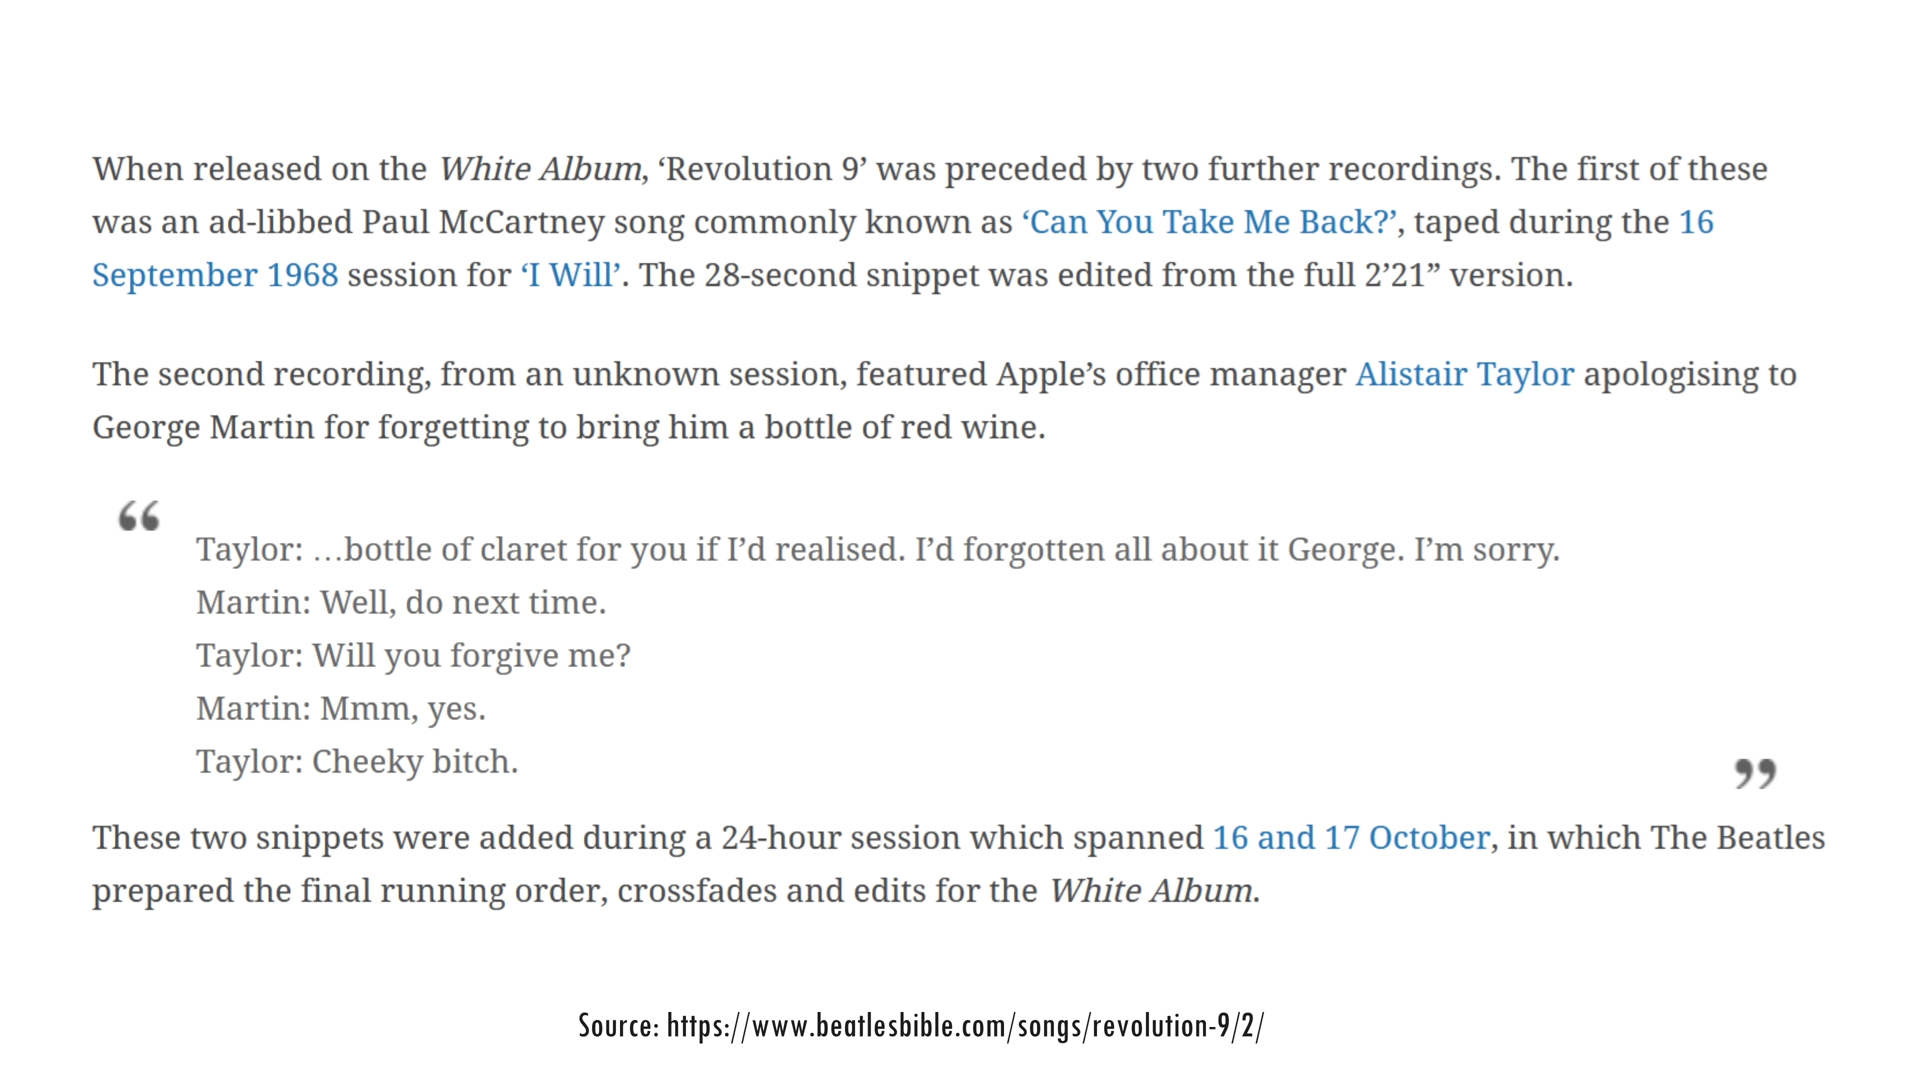 When released on the White Album, ‘Revolution 9’ was preceded by two further recordings. The first of these
was an ad-libbed Paul McCartney song commonly known as ‘Can You Take Me Back?’, taped during the 16
September 1968 session for ‘I Will’. The 28-second snippet was edited from the full 2’21” version.
The second recording, from an unknown session, featured Apple’s office manager Alistair Taylor apologising to
George Martin for forgetting to bring him a bottle of red wine.
“
Taylor: …bottle of claret for you if I’d realised. I’d forgotten all about it George. I’m sorry.
Martin: Well, do next time.
Taylor: Will you forgive me?
Martin: Mmm, yes.
Taylor: Cheeky bitch.
”
These two snippets were added during a 24-hour session which spanned 16 and 17 October, in which The Beatles
prepared the final running order, crossfades and edits for the White Album.
Source: https://www.beatlesbible.com/songs/revolution-9/2/